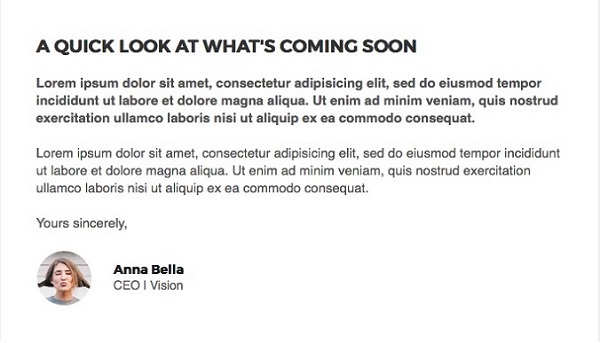 A QUICK LOOK AT WHAT'S COMING SOON
Lorem ipsum dolor sit amet, consectetur adipisicing elit, sed do eiusmod tempor
incididunt ut labore et dolore magna aliqua. Ut enim ad minim veniam, quis nostrud
exercitation ullamco laboris nisi ut aliquip ex ea commodo consequat.
Lorem ipsum dolor sit amet, consectetur adipisicing elit, sed do eiusmod tempor incididunt
ut labore et dolore magna aliqua. Ut enim ad minim veniam, quis nostrud exercitation
ullamco laboris nisi ut aliquip ex ea commodo consequat.
Yours sincerely,
Anna Bella
CEO | Vision